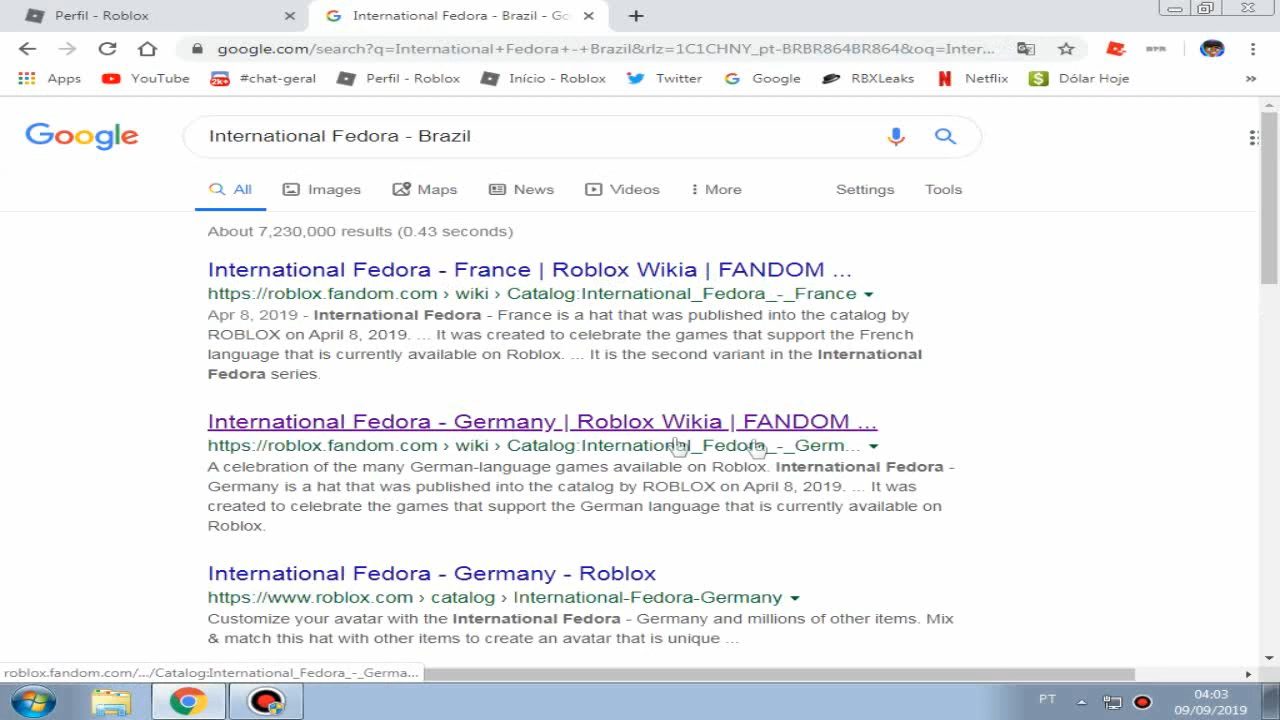 Perfil - Roblox
International Fedora - Brazil - Go
google.com/search?q=International+Fedora+-+Brazil&rlz=1C1CHNY_pt-BRBR864BR864&oq=Inter...
Apps
YouTube
2k+
#chat-geral
Perfil - Roblox
Início - Roblox
Twitter
Google
RBXLeaks
Netflix
Dólar Hoje
»
Google
International Fedora - Brazil
All
Images
Maps
News
Videos
More
Settings
Tools
About 7,230,000 results (0.43 seconds)
International Fedora - France | Roblox Wikia | FANDOM ...
https://roblox.fandom.com › wiki › Catalog:International_Fedora_-_France
Apr 8, 2019 - International Fedora - France is a hat that was published into the catalog by
ROBLOX on April 8, 2019. ... It was created to celebrate the games that support the French
language that is currently available on Roblox. ... It is the second variant in the International
Fedora series.
International Fedora - Germany | Roblox Wikia | FANDOM ...
https://roblox.fandom.com › wiki › Catalog:International_Fedora_-_Germ...
A celebration of the many German-language games available on Roblox. International Fedora -
Germany is a hat that was published into the catalog by ROBLOX on April 8, 2019. ... It was
created to celebrate the games that support the German language that is currently available on
Roblox.
International Fedora - Germany - Roblox
https://www.roblox.com › catalog › International-Fedora-Germany
Customize your avatar with the International Fedora - Germany and millions of other items. Mix
& match this hat with other items to create an avatar that is unique ...
roblox.fandom.com/.../Catalog:International_Fedora_-_Germa...
PT
04:03
09/09/2019